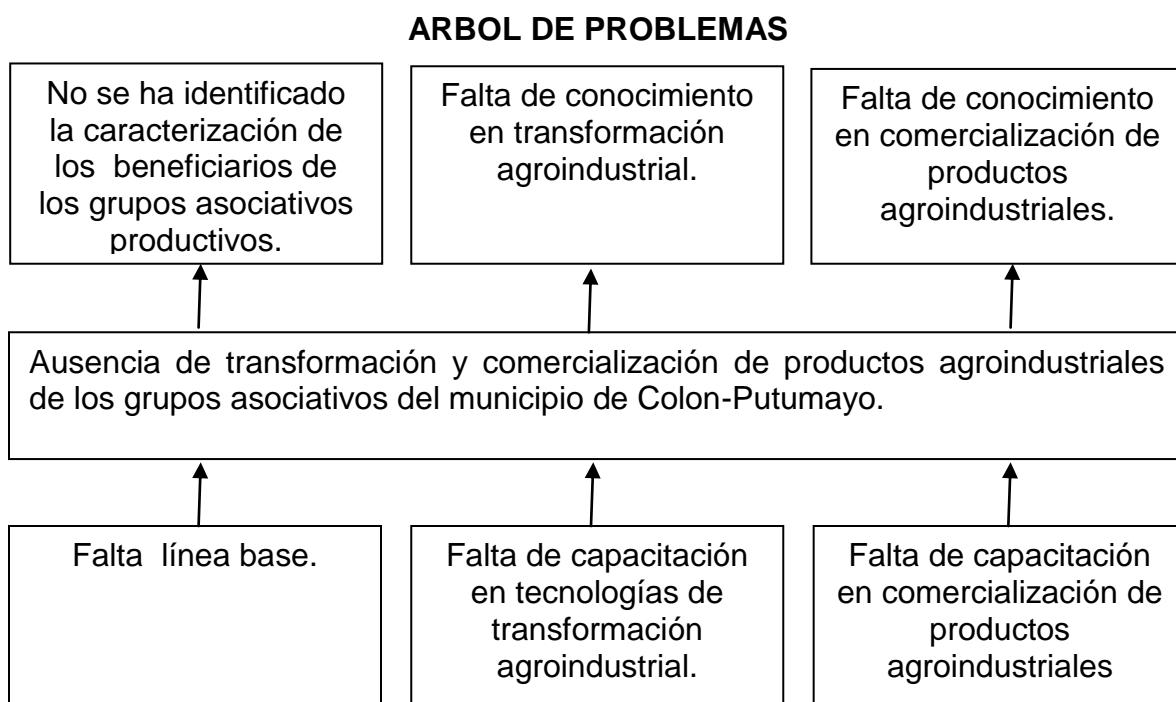 ARBOL DE PROBLEMAS
No se ha identificado
la caracterización de
los beneficiarios de
los grupos asociativos
productivos.
Falta de conocimiento
en transformación
agroindustrial.
Falta de conocimiento
en comercialización de
productos
agroindustriales.
Ausencia de transformación y comercialización de productos agroindustriales
de los grupos asociativos del municipio de Colon-Putumayo.
Falta línea base.
Falta de capacitación
en tecnologías de
transformación
agroindustrial.
Falta de capacitación
en comercialización de
productos
agroindustriales